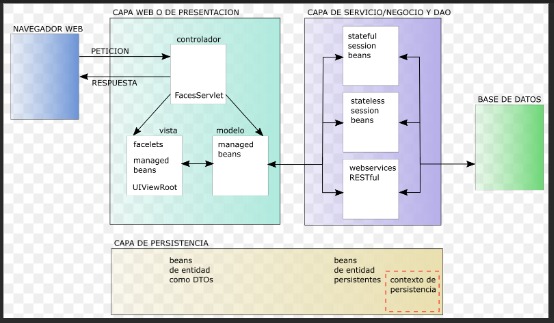 CAPA WEB O DE PRESENTACION
CAPA DE SERVICIO/NEGOCIO Y DAO
NAVEGADOR WEB
PETICION
RESPUESTA
controlador
FacesServlet
vista
facelets
managed
beans
UIViewRoot
modelo
managed
beans
stateful
session
beans
stateless
session
beans
webservices
RESTful
BASE DE DATOS
CAPA DE PERSISTENCIA
beans
de entidad
como DTOs
beans
de entidad
persistentes
contexto de
persistencia